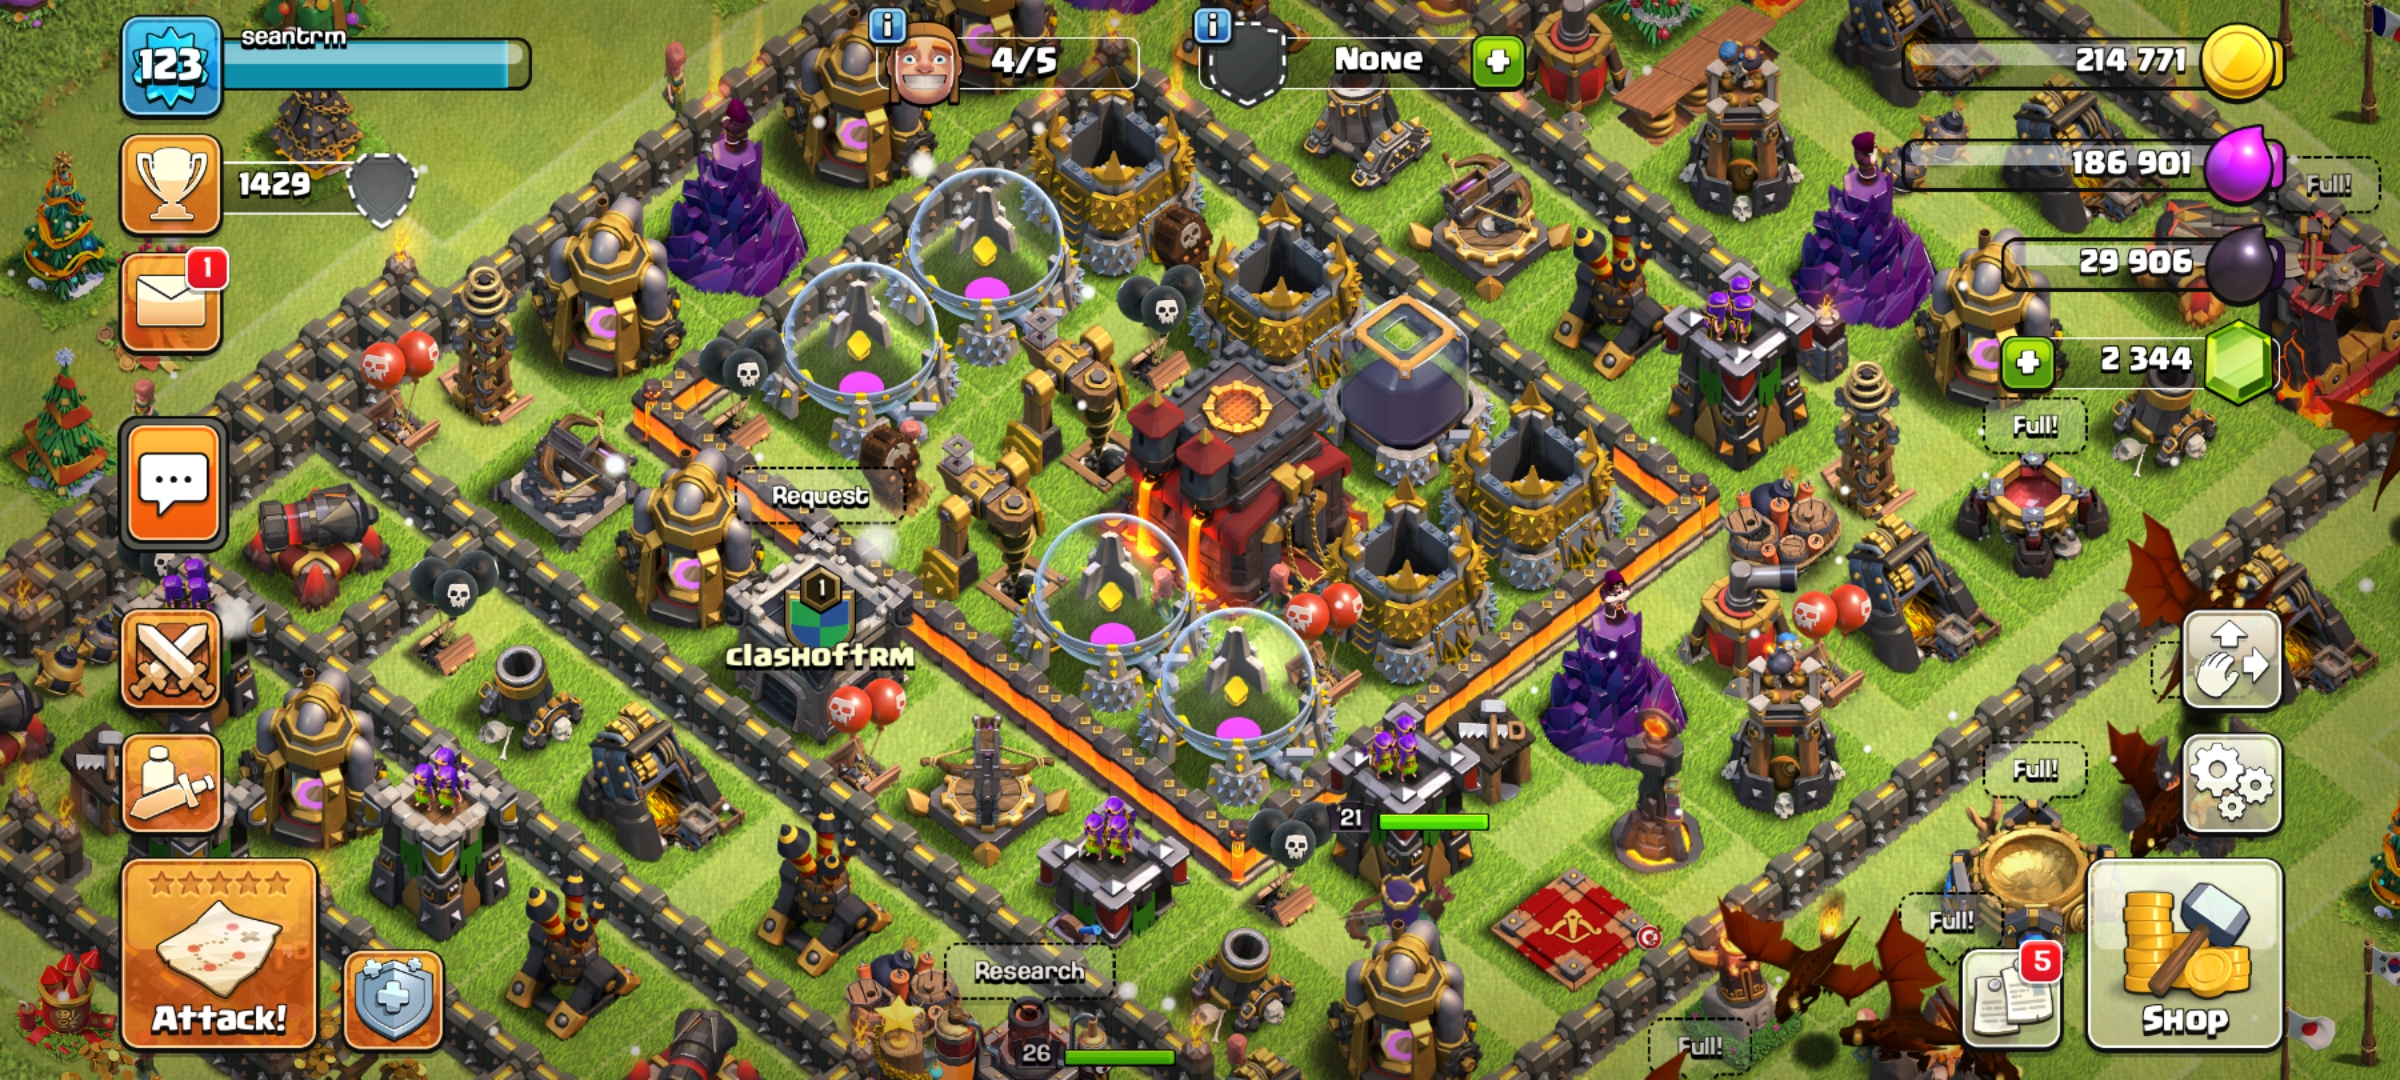 123
seantrm
4/5
None
214 771
1429
186 901
Full!
1
29 906
2 344
Full!
Request
1
clashoftRM
21
Full!
Full!
5
Research
Attack!
Shop
26
Full!